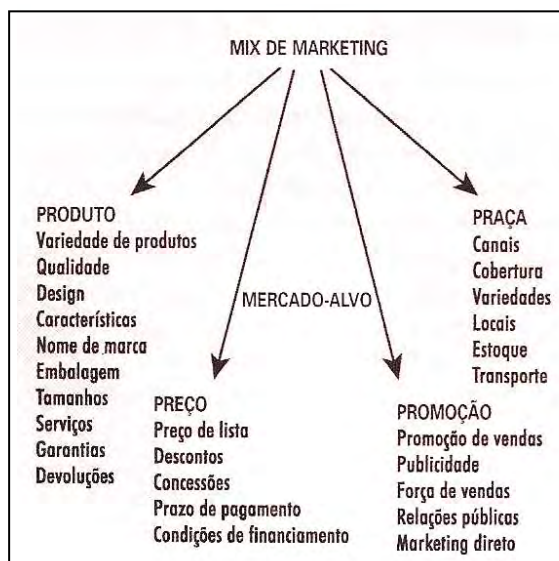 MIX DE MARKETING
PRODUTO
Variedade de produtos
Qualidade
Design
Características
Nome de marca
Embalagem
Tamanhos
Serviços
Garantias
Devoluções
MERCADO-ALVO
PREÇO
Preço de lista
Descontos
Concessões
Prazo de pagamento
Condições de financiamento
PROMOÇÃO
Promoção de vendas
Publicidade
Força de vendas
Relações públicas
Marketing direto
PRAÇA
Canais
Cobertura
Variedades
Locais
Estoque
Transporte